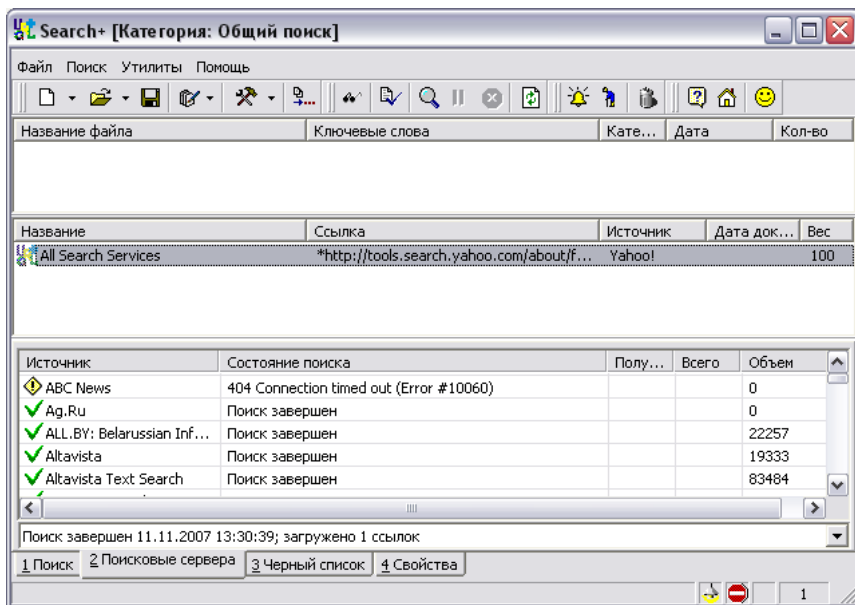 Search+ [Категория: Общий поиск]
Файл Поиск Утилиты Помощь
Название файла Ключевые слова Кате... Дата Кол-во
Название Ссылка Источник Дата док... Вес
All Search Services *http://tools.search.yahoo.com/about/f... Yahoo! 100
Источник Состояние поиска Полу... Всего Объем
ABC News 404 Connection timed out (Error #10060) 0
Ag.Ru Поиск завершен 0
ALL.BY: Belarussian Inf... Поиск завершен 22257
Altavista Поиск завершен 19333
Altavista Text Search Поиск завершен 83484
Поиск завершен 11.11.2007 13:30:39; загружено 1 ссылок
1 Поиск 2 Поисковые сервера 3 Черный список 4 Свойства
1